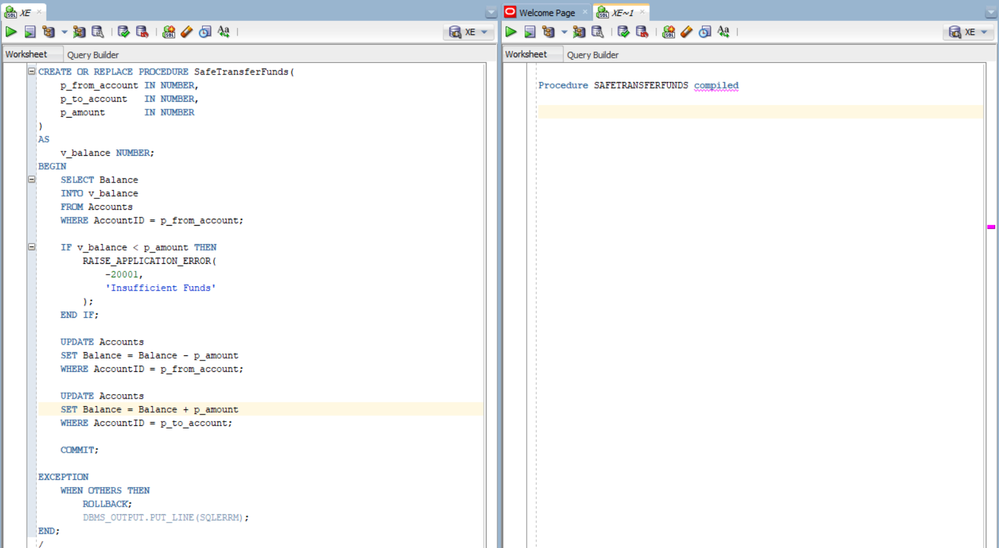 XE
Worksheet Query Builder
XE
CREATE OR REPLACE PROCEDURE SafeTransferFunds(
    p_from_account IN NUMBER,
    p_to_account   IN NUMBER,
    p_amount       IN NUMBER
)
AS
    v_balance NUMBER;
BEGIN
    SELECT Balance
    INTO v_balance
    FROM Accounts
    WHERE AccountID = p_from_account;

    IF v_balance < p_amount THEN
        RAISE_APPLICATION_ERROR(
            -20001,
            'Insufficient Funds'
        );
    END IF;

    UPDATE Accounts
    SET Balance = Balance - p_amount
    WHERE AccountID = p_from_account;

    UPDATE Accounts
    SET Balance = Balance + p_amount
    WHERE AccountID = p_to_account;

    COMMIT;

EXCEPTION
    WHEN OTHERS THEN
        ROLLBACK;
        DBMS_OUTPUT.PUT_LINE(SQLERRM);
END;
/
Welcome Page XE~1
XE
Worksheet Query Builder
Procedure SAFETRANSFERFUNDS compiled